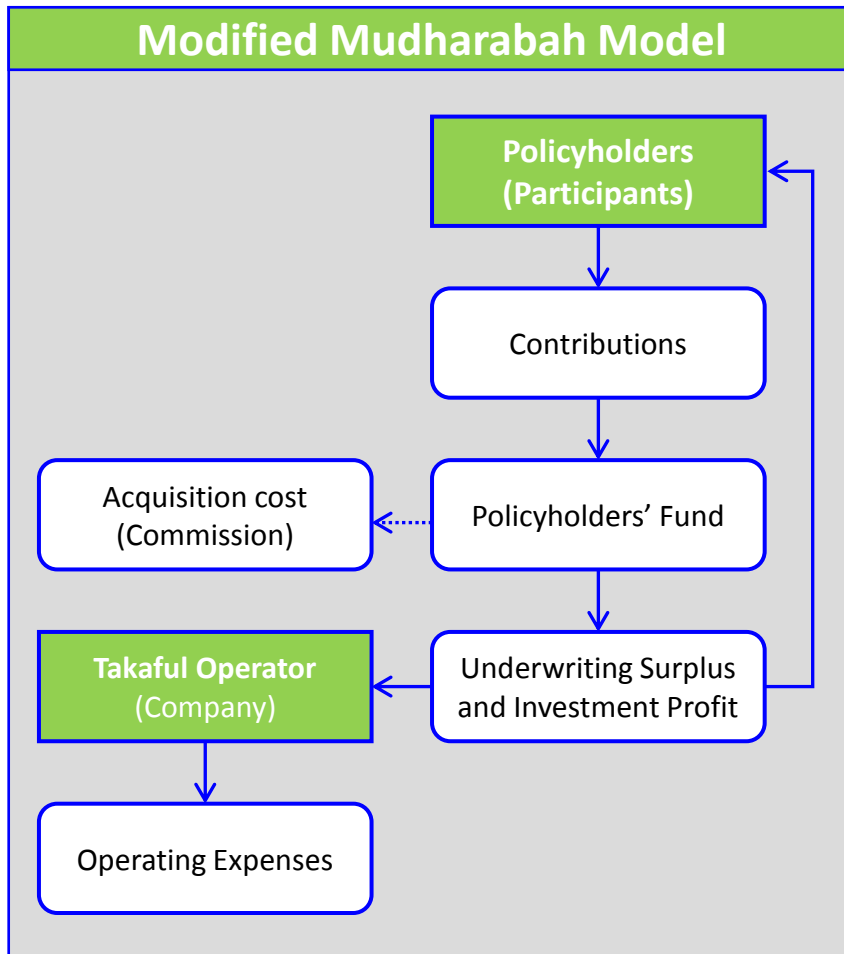 Modified Mudharabah Model
Policyholders
(Participants)
Contributions
Acquisition cost
(Commission)
Policyholders’ Fund
Takaful Operator
(Company)
Underwriting Surplus
and Investment Profit
Operating Expenses